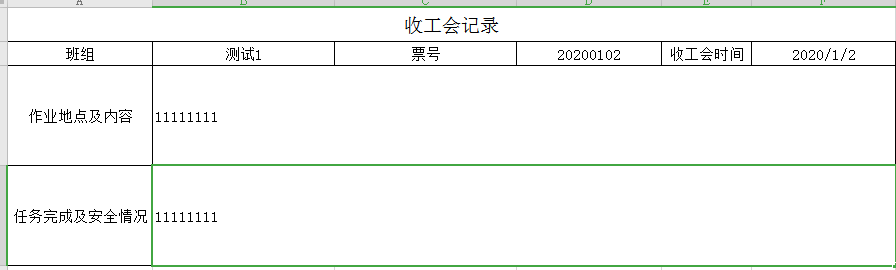 A B C D E F
收工会记录
班组 测试1 票号 20200102 收工会时间 2020/1/2
作业地点及内容 11111111
任务完成及安全情况 11111111